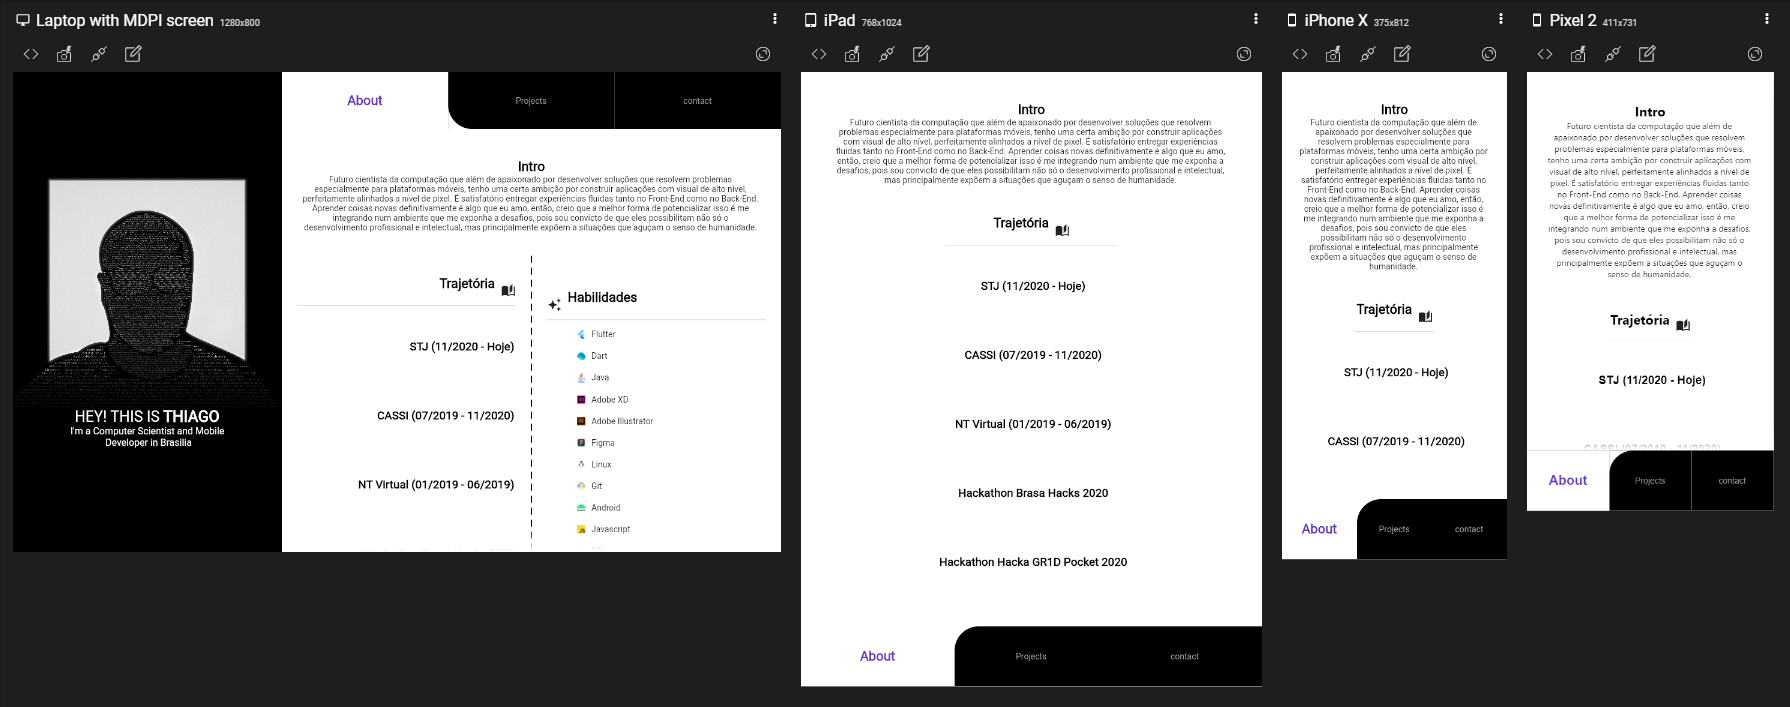 Laptop with MDPI screen 1280x800
About
Projects
contact
HEY! THIS IS THIAGO
I'm a Computer Scientist and Mobile
Developer in Brasilia
Intro
Futuro cientista da computação que além de apaixonado por desenvolver soluções que resolvem problemas
especialmente para plataformas móveis, tenho uma certa ambição por construir aplicações com visual de alto nível,
perfeitamente alinhados a nível de pixel. É satisfatório entregar experiências fluidas tanto no Front-End como no Back-End.
Aprender coisas novas definitivamente é algo que eu amo, então, creio que a melhor forma de potencializar isso é me
integrando num ambiente que me exponha a desafios, pois sou convicto de que eles possibilitam não só o
desenvolvimento profissional e intelectual, mas principalmente expõem a situações que aguçam o senso de humanidade.
Trajetória
STJ (11/2020 - Hoje)
CASSI (07/2019 - 11/2020)
NT Virtual (01/2019 - 06/2019)
Habilidades
Flutter
Dart
Java
Adobe XD
Adobe Illustrator
Figma
Linux
Git
Android
Javascript
iPad 768x1024
Intro
Futuro cientista da computação que além de apaixonado por desenvolver soluções que resolvem
problemas especialmente para plataformas móveis, tenho uma certa ambição por construir aplicações
com visual de alto nível, perfeitamente alinhados a nível de pixel. É satisfatório entregar experiências
fluidas tanto no Front-End como no Back-End. Aprender coisas novas definitivamente é algo que eu amo,
então, creio que a melhor forma de potencializar isso é me integrando num ambiente que me exponha a
desafios, pois sou convicto de que eles possibilitam não só o desenvolvimento profissional e intelectual,
mas principalmente expõem a situações que aguçam o senso de humanidade.
Trajetória
STJ (11/2020 - Hoje)
CASSI (07/2019 - 11/2020)
NT Virtual (01/2019 - 06/2019)
Hackathon Brasa Hacks 2020
Hackathon Hacka GR1D Pocket 2020
About
Projects
contact
iPhone X 375x812
Intro
Futuro cientista da computação que além de
apaixonado por desenvolver soluções que
resolvem problemas especialmente para
plataformas móveis, tenho uma certa ambição por
construir aplicações com visual de alto nível,
perfeitamente alinhados a nível de pixel. É
satisfatório entregar experiências fluidas tanto no
Front-End como no Back-End. Aprender coisas
novas definitivamente é algo que eu amo, então,
creio que a melhor forma de potencializar isso é me
integrando num ambiente que me exponha a
desafios, pois sou convicto de que eles
possibilitam não só o desenvolvimento
profissional e intelectual, mas principalmente
expõem a situações que aguçam o senso de
humanidade.
Trajetória
STJ (11/2020 - Hoje)
CASSI (07/2019 - 11/2020)
About
Projects
contact
Pixel 2 411x731
Intro
Futuro cientista da computação que além de
apaixonado por desenvolver soluções que resolvem
problemas especialmente para plataformas móveis,
tenho uma certa ambição por construir aplicações com
visual de alto nível, perfeitamente alinhados a nível de
pixel. É satisfatório entregar experiências fluidas tanto
no Front-End como no Back-End. Aprender coisas
novas definitivamente é algo que eu amo, então, creio
que a melhor forma de potencializar isso é me
integrando num ambiente que me exponha a desafios,
pois sou convicto de que eles possibilitam não só o
desenvolvimento profissional e intelectual, mas
principalmente expõem a situações que aguçam o
senso de humanidade.
Trajetória
STJ (11/2020 - Hoje)
CASSI (07/2019 - 11/2020)
About
Projects
contact